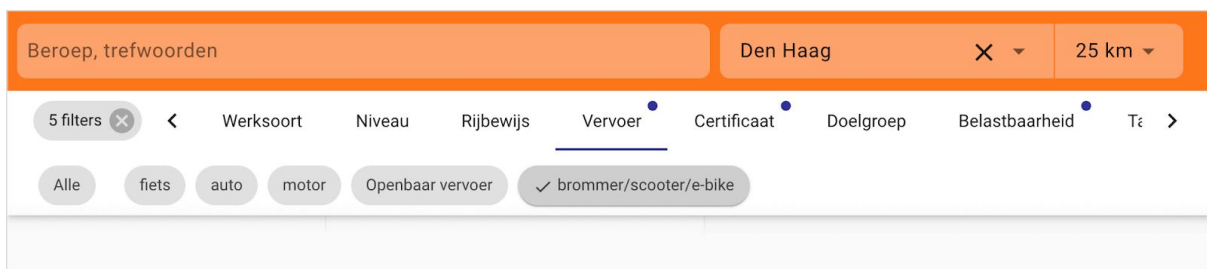 Beroep, trefwoorden Den Haag 25 km
5 filters Werksoort Niveau Rijbewijs Vervoer Certificaat Doelgroep Belastbaarheid
Alle fiets auto motor Openbaar vervoer brommer/scooter/e-bike